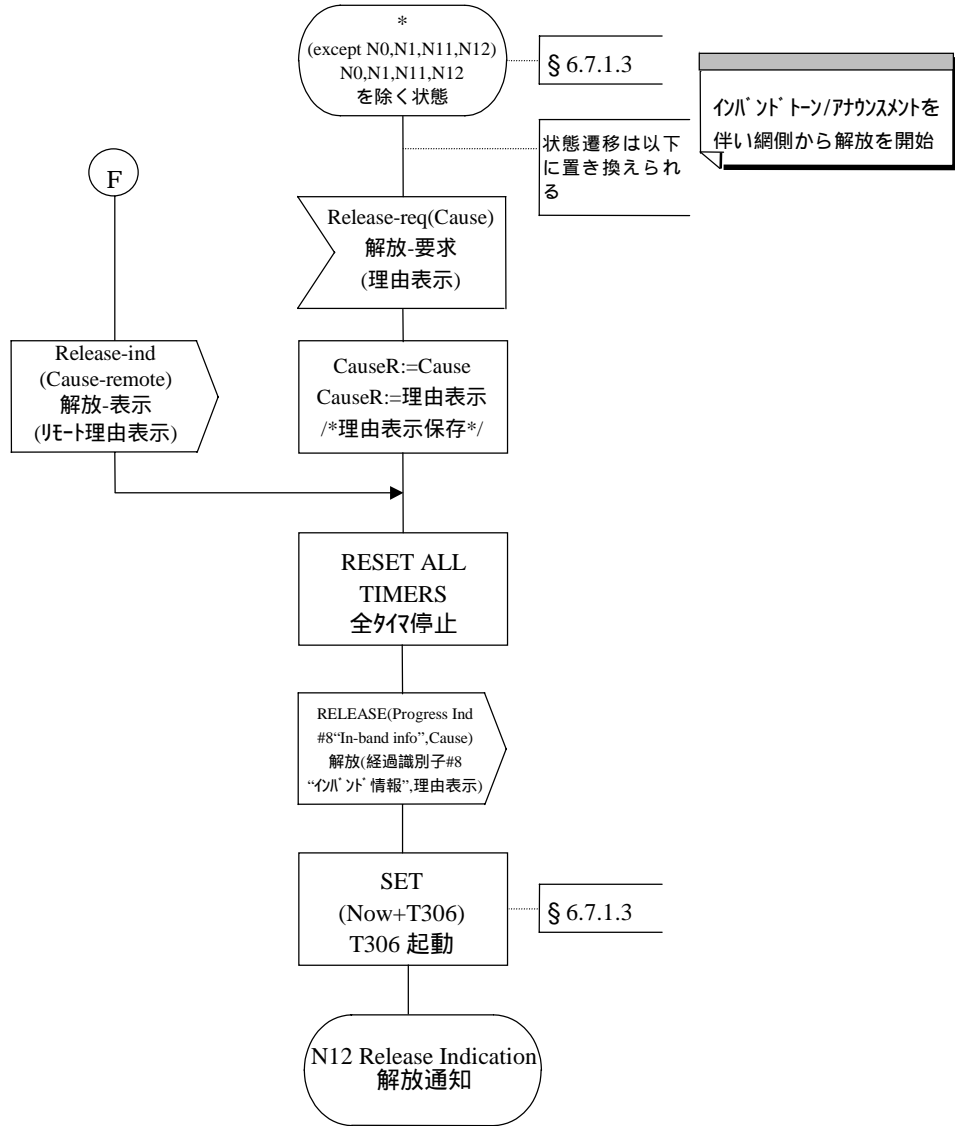 *
(except N0,N1,N11,N12)
N0,N1,N11,N12
を除く状態
§ 6.7.1.3
インバンドトーン/アナウンスメントを
伴い網側から解放を開始
状態遷移は以下
に置き換えられ
る
F
Release-req(Cause)
解放-要求
(理由表示)
Release-ind
(Cause-remote)
解放-表示
(リモート理由表示)
CauseR:=Cause
CauseR:=理由表示
/*理由表示保存*/
RESET ALL
TIMERS
全タイマ停止
RELEASE(Progress Ind
#8“In-band info”,Cause)
解放(経過識別子#8
“インバンド情報”,理由表示)
SET
(Now+T306)
T306 起動
§ 6.7.1.3
N12 Release Indication
解放通知